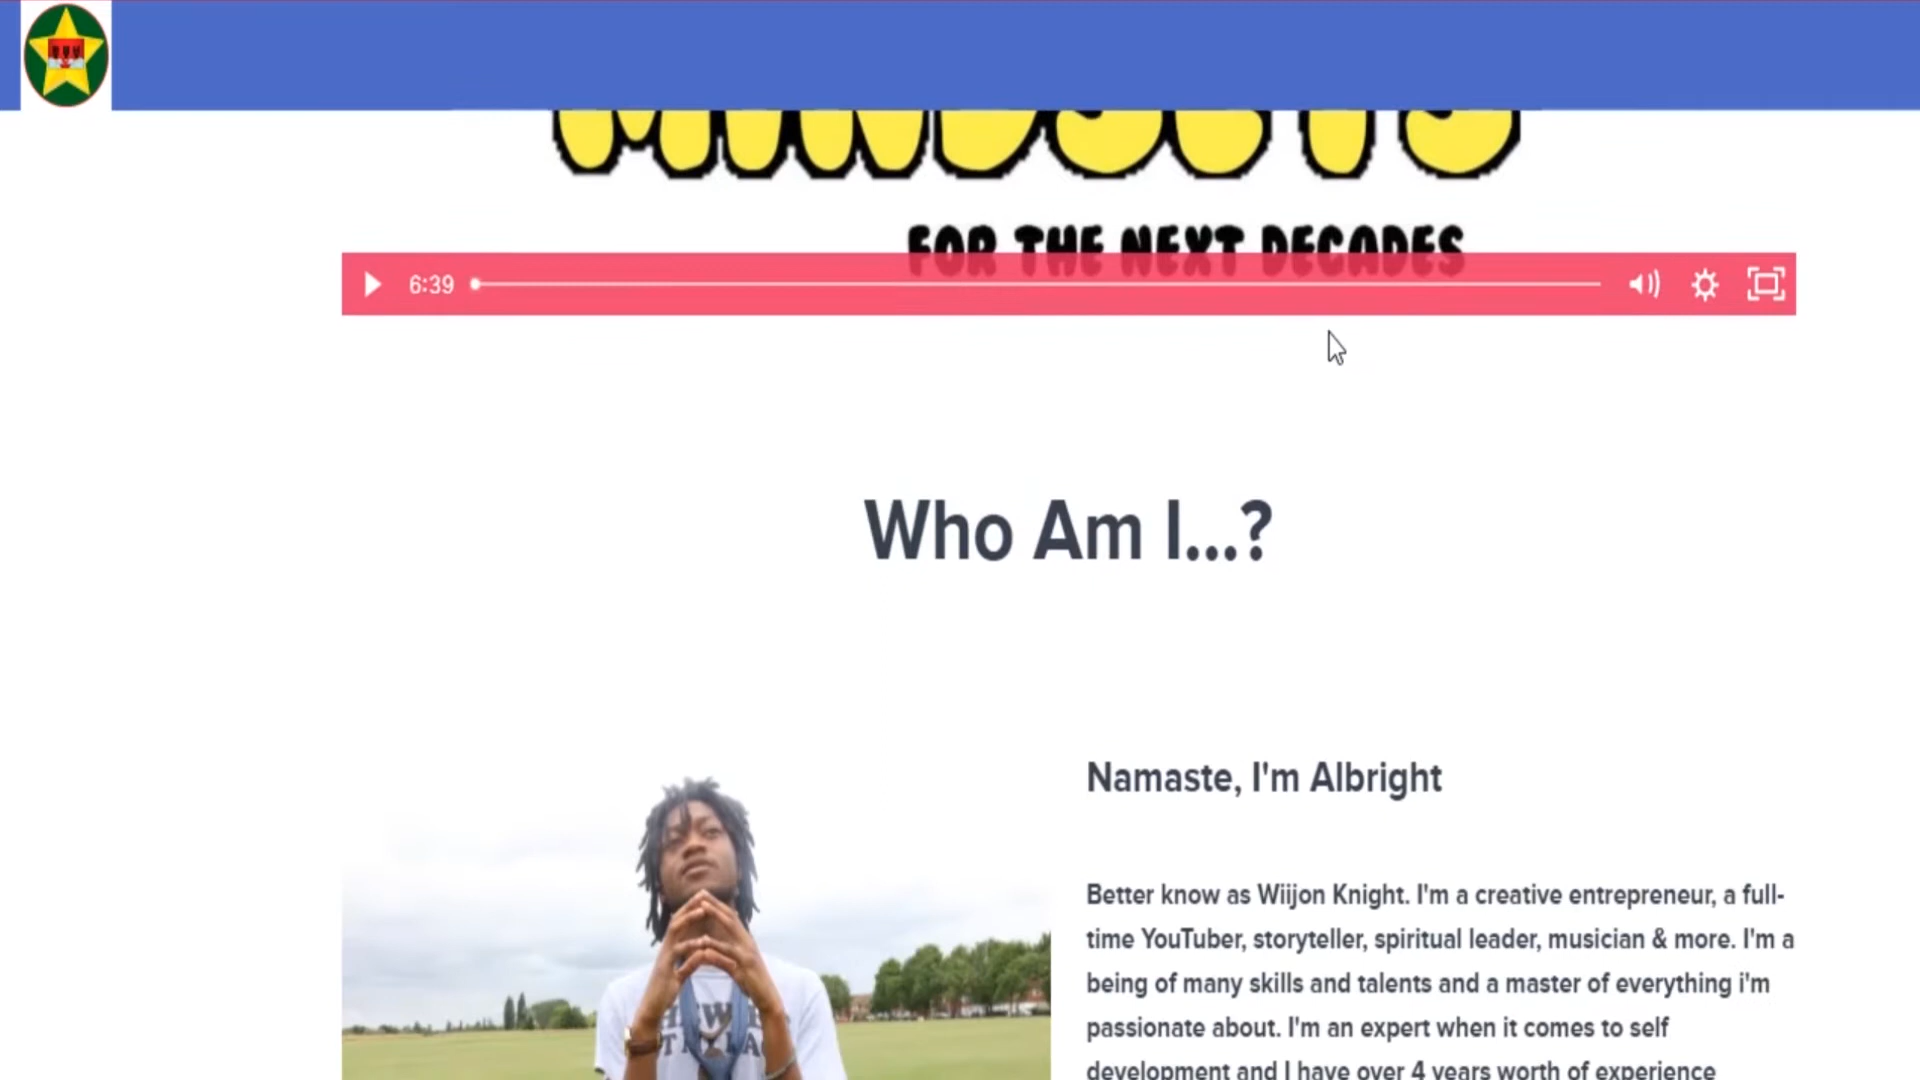 MINDSETS
FOR THE NEXT DECADES
6:39
Who Am I...?
Namaste, I'm Albright
Better know as Wiijon Knight. I'm a creative entrepreneur, a full-
time YouTuber, storyteller, spiritual leader, musician & more. I'm a
being of many skills and talents and a master of everything i'm
passionate about. I'm an expert when it comes to self
development and I have over 4 years worth of experience